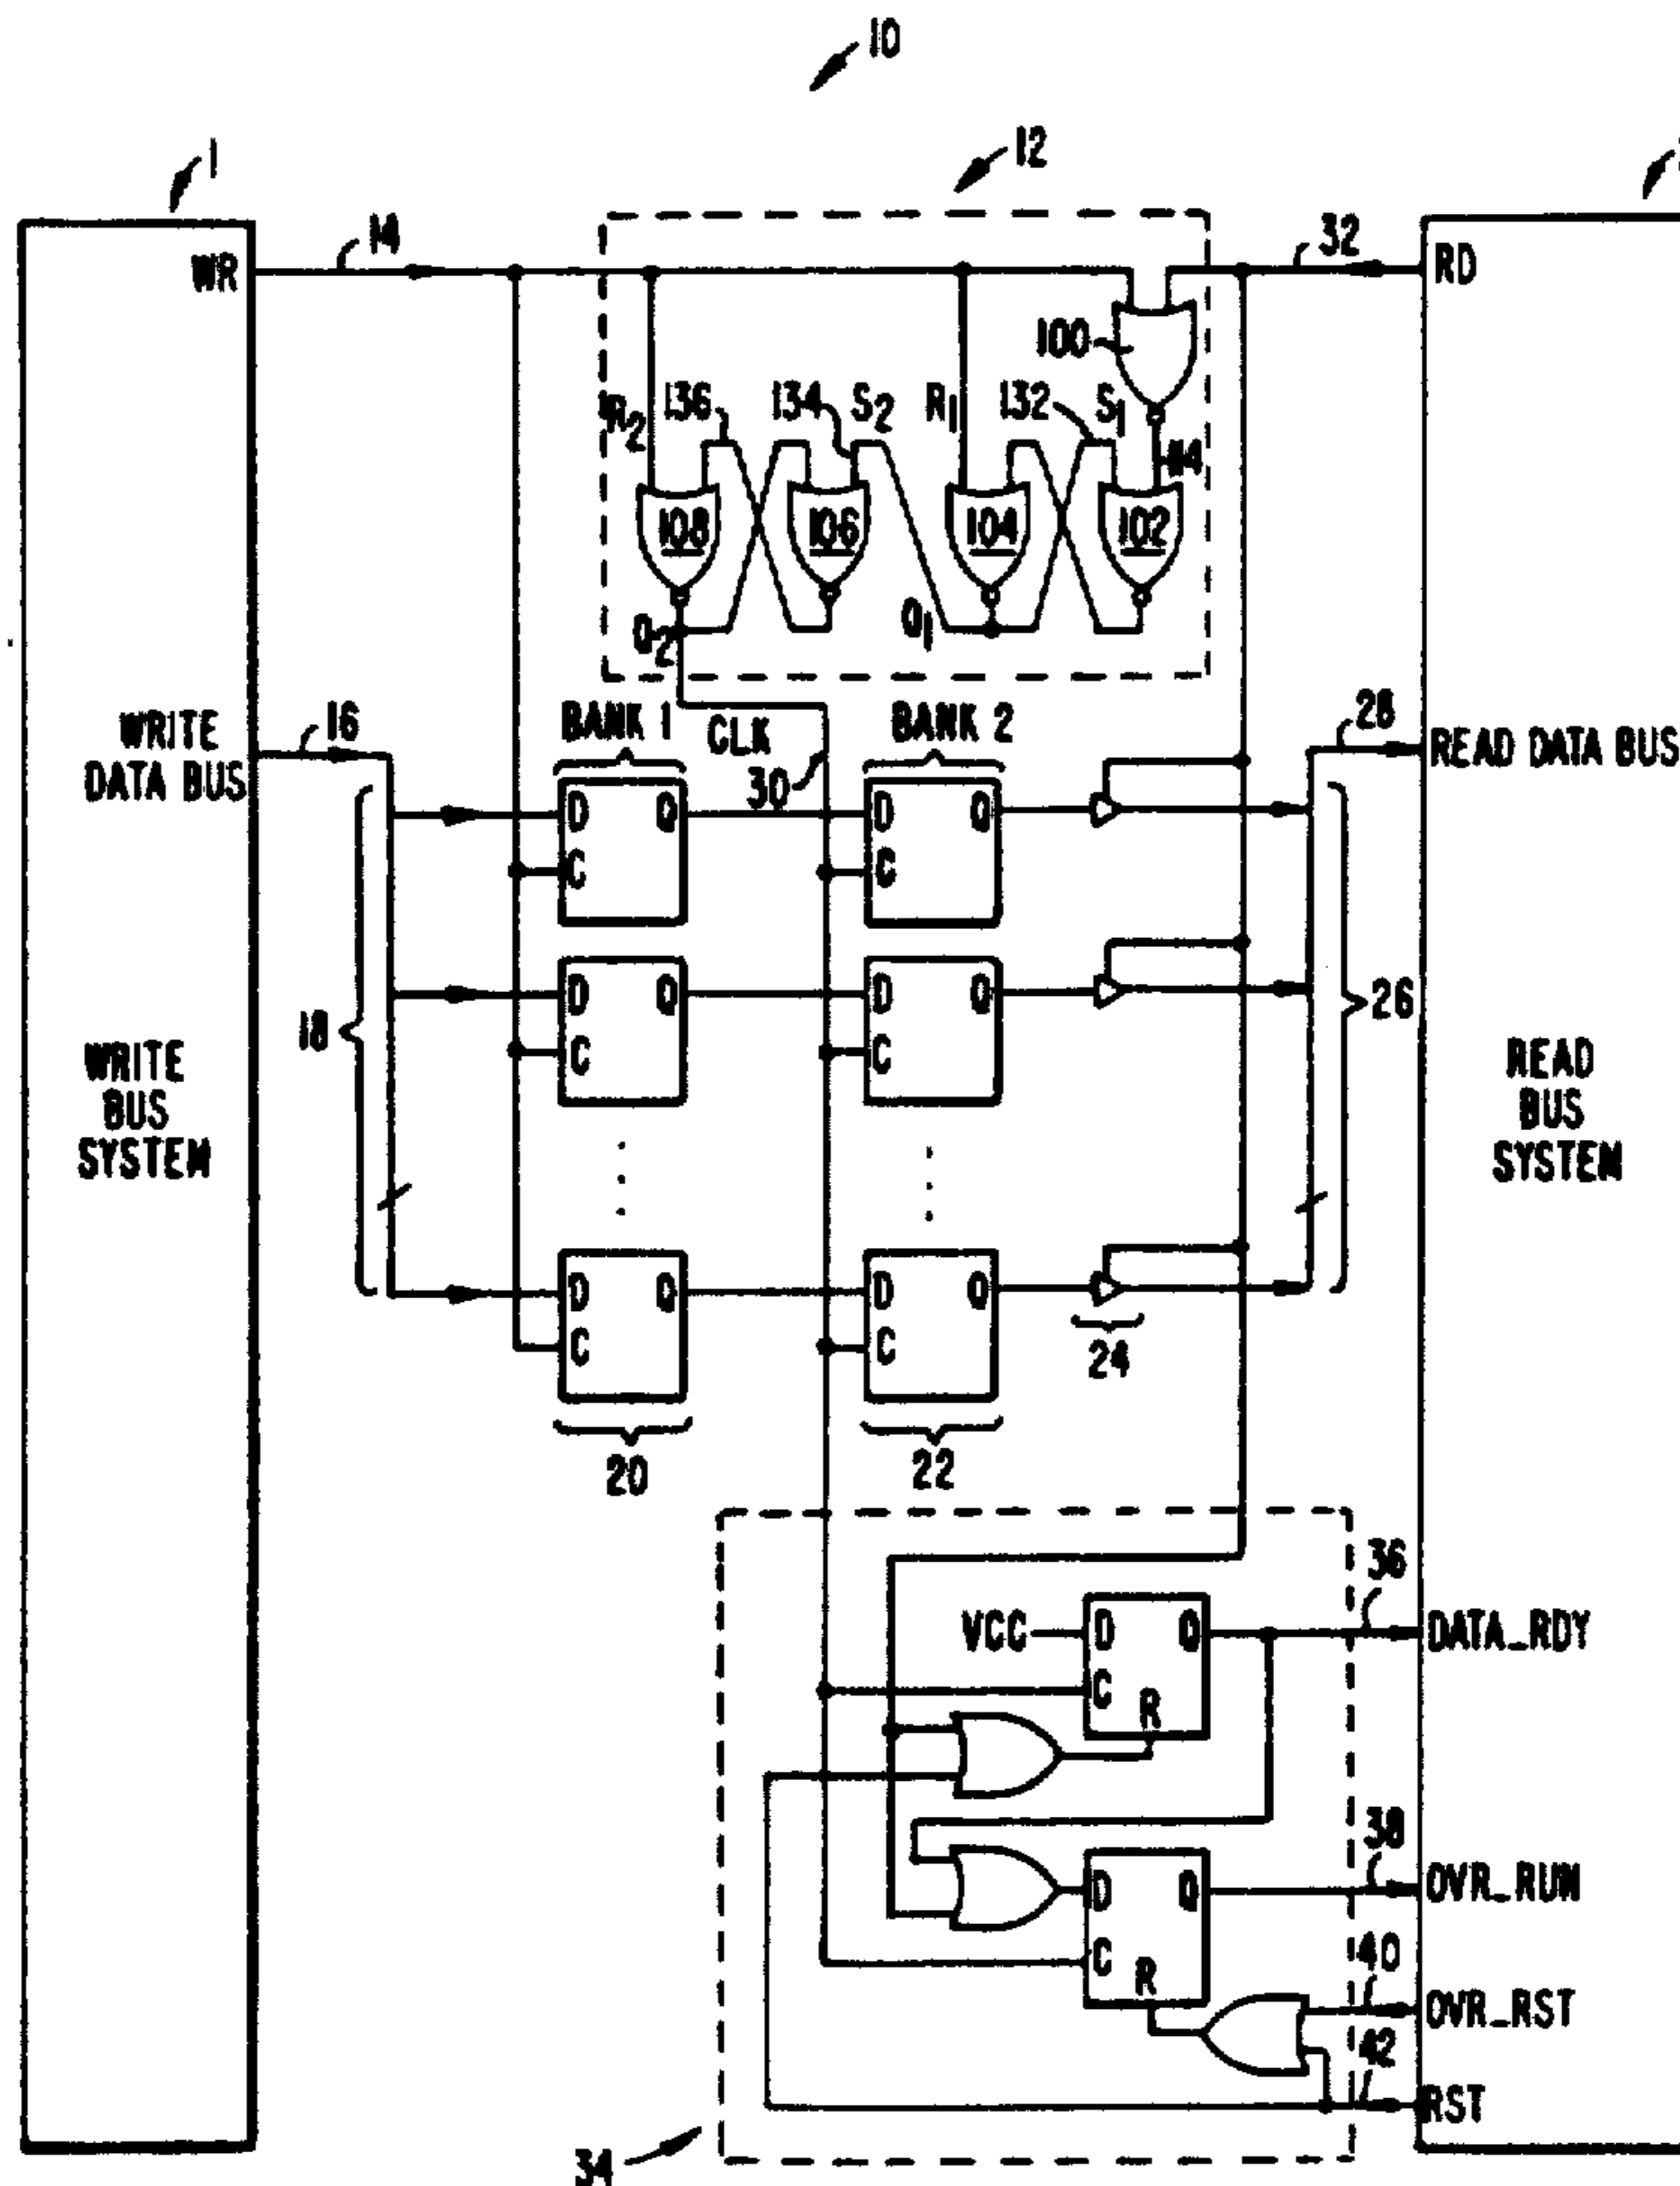 10
1
12
14
32
WR
RD
100
R2
136
134
S2
R1
132
S1
114
108
106
104
102
Q2
Q1
16
BANK 1
CLK
BANK 2
28
WRITE
DATA BUS
30
READ DATA BUS
D Q
C
D Q
C
18
D Q
C
D Q
C
26
WRITE
BUS
SYSTEM
READ
BUS
SYSTEM
D Q
C
D Q
C
24
20
22
36
VCC
D Q
C
R
DATA_RDY
38
D Q
C
R
OVR_RUN
40
OVR_RST
42
RST
34